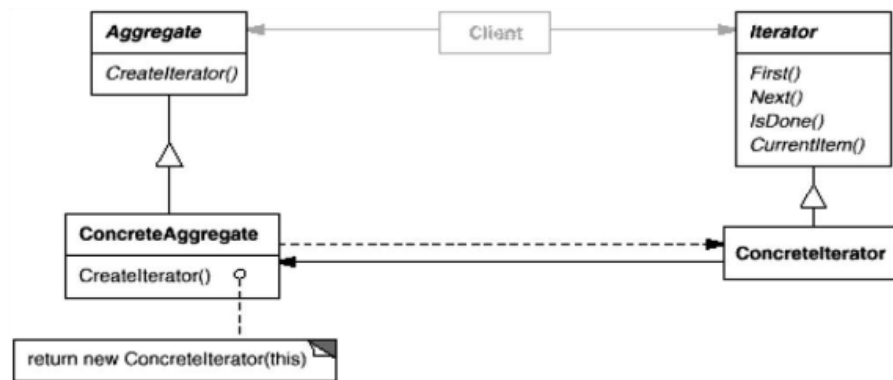 Aggregate
Client
Iterator
CreateIterator()
First()
Next()
IsDone()
CurrentItem()
ConcreteAggregate
ConcreteIterator
CreateIterator()
return new ConcreteIterator(this)